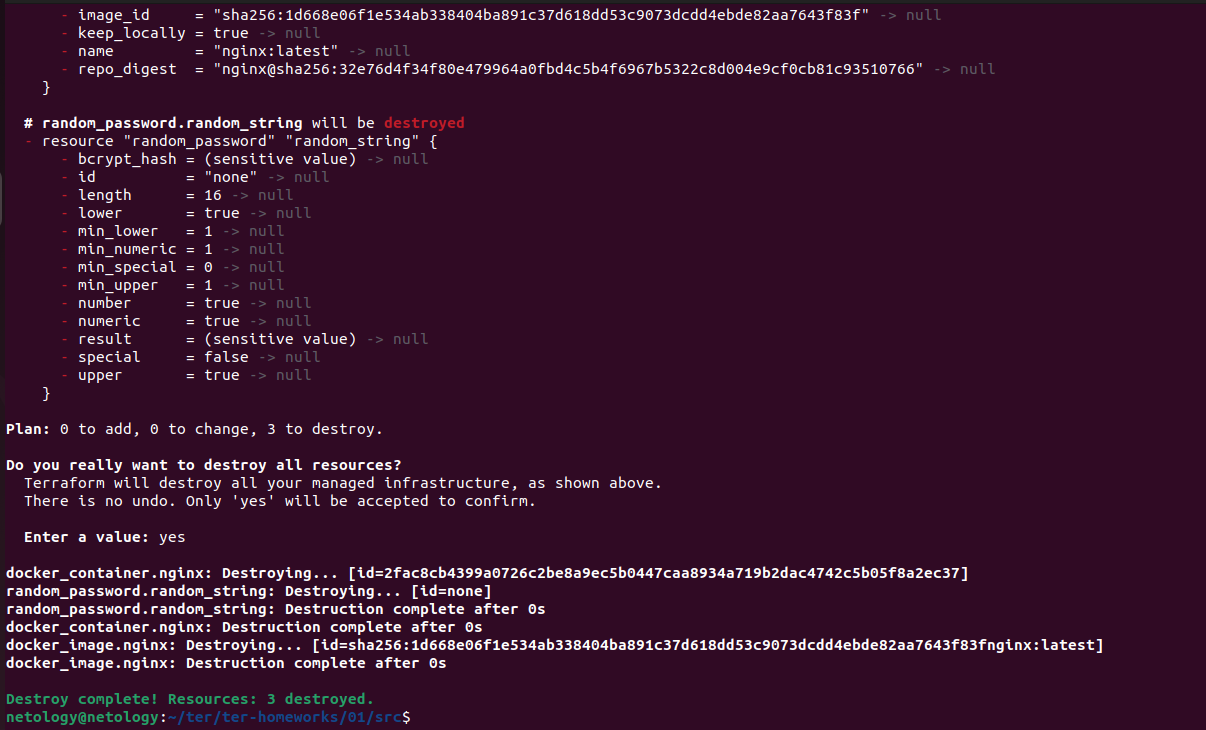 - image_id     = "sha256:1d668e06f1e534ab338404ba891c37d618dd53c9073dcdd4ebde82aa7643f83f" -> null
- keep_locally = true -> null
- name         = "nginx:latest" -> null
- repo_digest  = "nginx@sha256:32e76d4f34f80e479964a0fbd4c5b4f6967b5322c8d004e9cf0cb81c93510766" -> null
}
# random_password.random_string will be destroyed
- resource "random_password" "random_string" {
- bcrypt_hash = (sensitive value) -> null
- id          = "none" -> null
- length      = 16 -> null
- lower       = true -> null
- min_lower   = 1 -> null
- min_numeric = 1 -> null
- min_special = 0 -> null
- min_upper   = 1 -> null
- number      = true -> null
- numeric     = true -> null
- result      = (sensitive value) -> null
- special     = false -> null
- upper       = true -> null
}
Plan: 0 to add, 0 to change, 3 to destroy.
Do you really want to destroy all resources?
Terraform will destroy all your managed infrastructure, as shown above.
There is no undo. Only 'yes' will be accepted to confirm.
Enter a value: yes
docker_container.nginx: Destroying... [id=2fac8cb4399a0726c2be8a9ec5b0447caa8934a719b2dac4742c5b05f8a2ec37]
random_password.random_string: Destroying... [id=none]
random_password.random_string: Destruction complete after 0s
docker_container.nginx: Destruction complete after 0s
docker_image.nginx: Destroying... [id=sha256:1d668e06f1e534ab338404ba891c37d618dd53c9073dcdd4ebde82aa7643f83fnginx:latest]
docker_image.nginx: Destruction complete after 0s
Destroy complete! Resources: 3 destroyed.
netology@netology:~/ter/ter-homeworks/01/src$